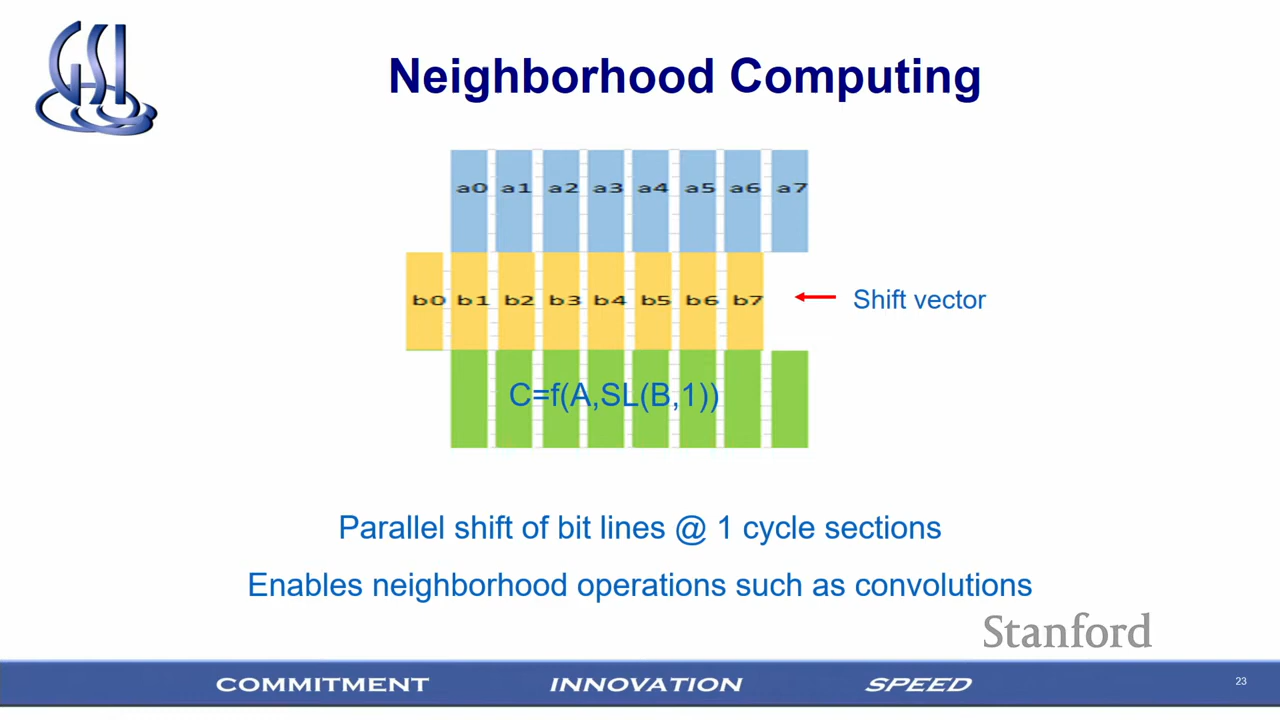 GSI
Neighborhood Computing
a0 a1 a2 a3 a4 a5 a6 a7
b0 b1 b2 b3 b4 b5 b6 b7
Shift vector
C=f(A,SL(B,1))
Parallel shift of bit lines @ 1 cycle sections
Enables neighborhood operations such as convolutions
Stanford
COMMITMENT INNOVATION SPEED
23